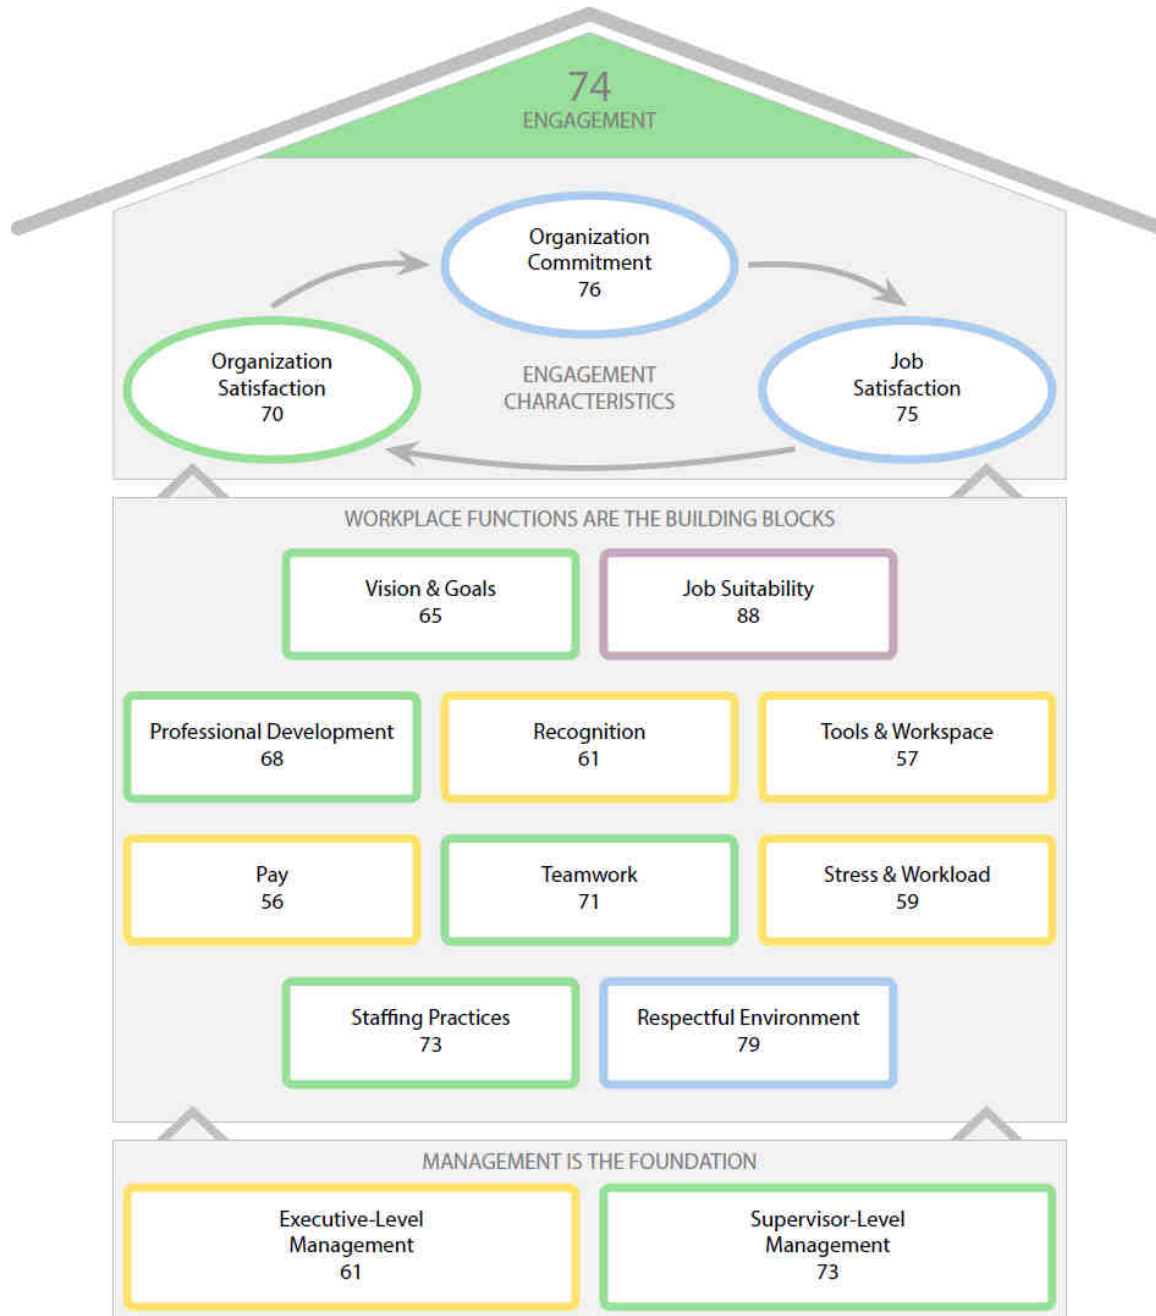 74
ENGAGEMENT
Organization
Commitment
76
Organization
Satisfaction
70
ENGAGEMENT
CHARACTERISTICS
Job
Satisfaction
75
WORKPLACE FUNCTIONS ARE THE BUILDING BLOCKS
Vision & Goals
65
Job Suitability
88
Professional Development
68
Recognition
61
Tools & Workspace
57
Pay
56
Teamwork
71
Stress & Workload
59
Staffing Practices
73
Respectful Environment
79
MANAGEMENT IS THE FOUNDATION
Executive-Level
Management
61
Supervisor-Level
Management
73